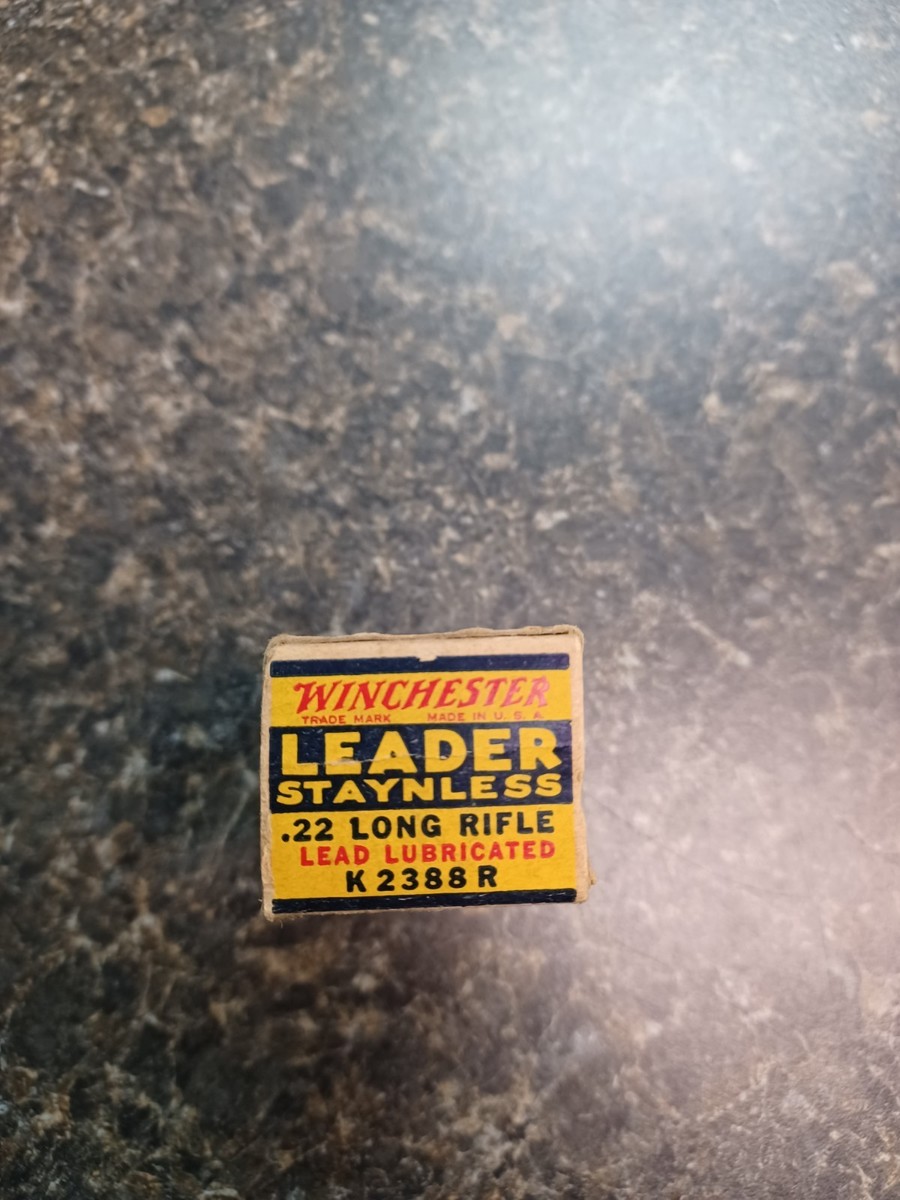 WINCHESTER
TRADE MARK MADE IN U. S. A.
LEADER
STAYNLESS
.22 LONG RIFLE
LEAD LUBRICATED
K2388R